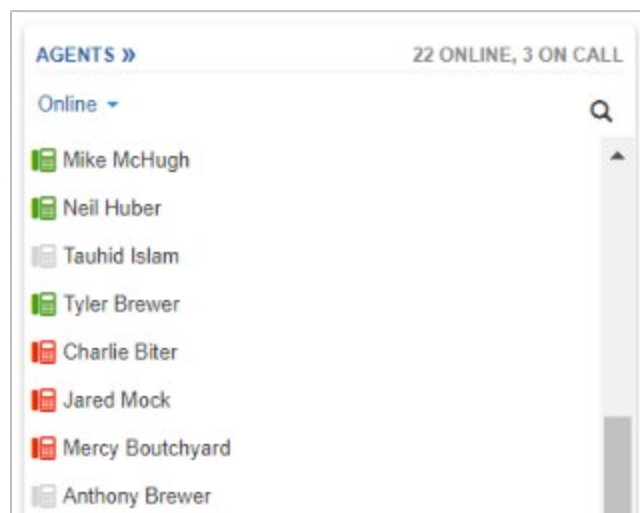 AGENTS »
22 ONLINE, 3 ON CALL
Online
Mike McHugh
Neil Huber
Tauhid Islam
Tyler Brewer
Charlie Biter
Jared Mock
Mercy Boutchyard
Anthony Brewer